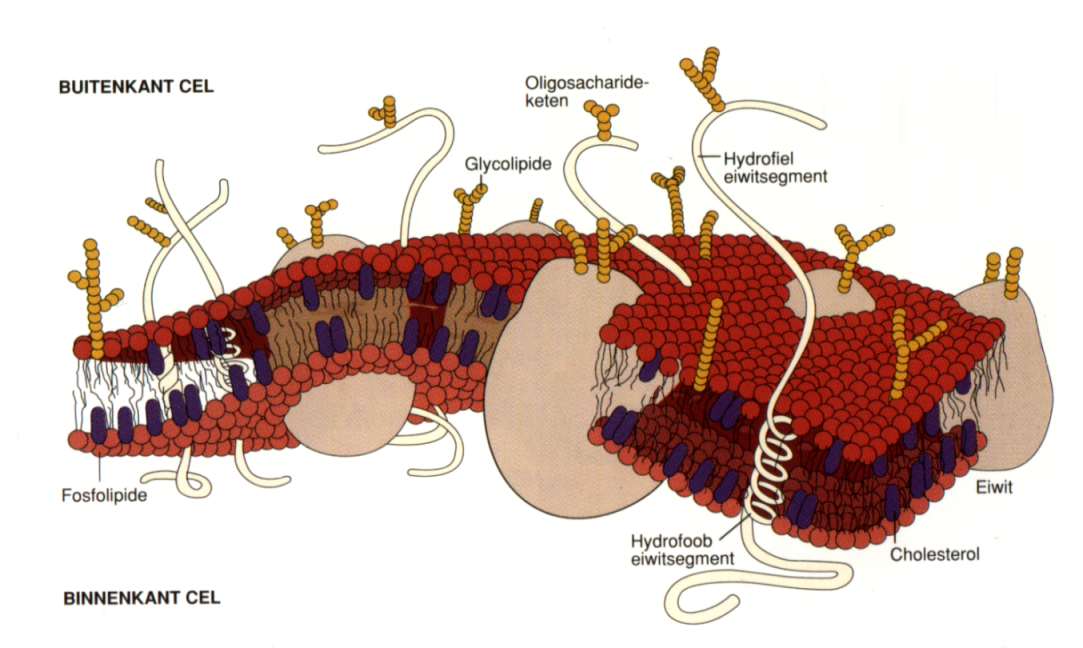 BUITENKANT CEL
Oligosacharide-
keten
Glycolipide
Hydrofiel
eiwitsegment
Fosfolipide
Eiwit
Hydrofoob
eiwitsegment
Cholesterol
BINNENKANT CEL